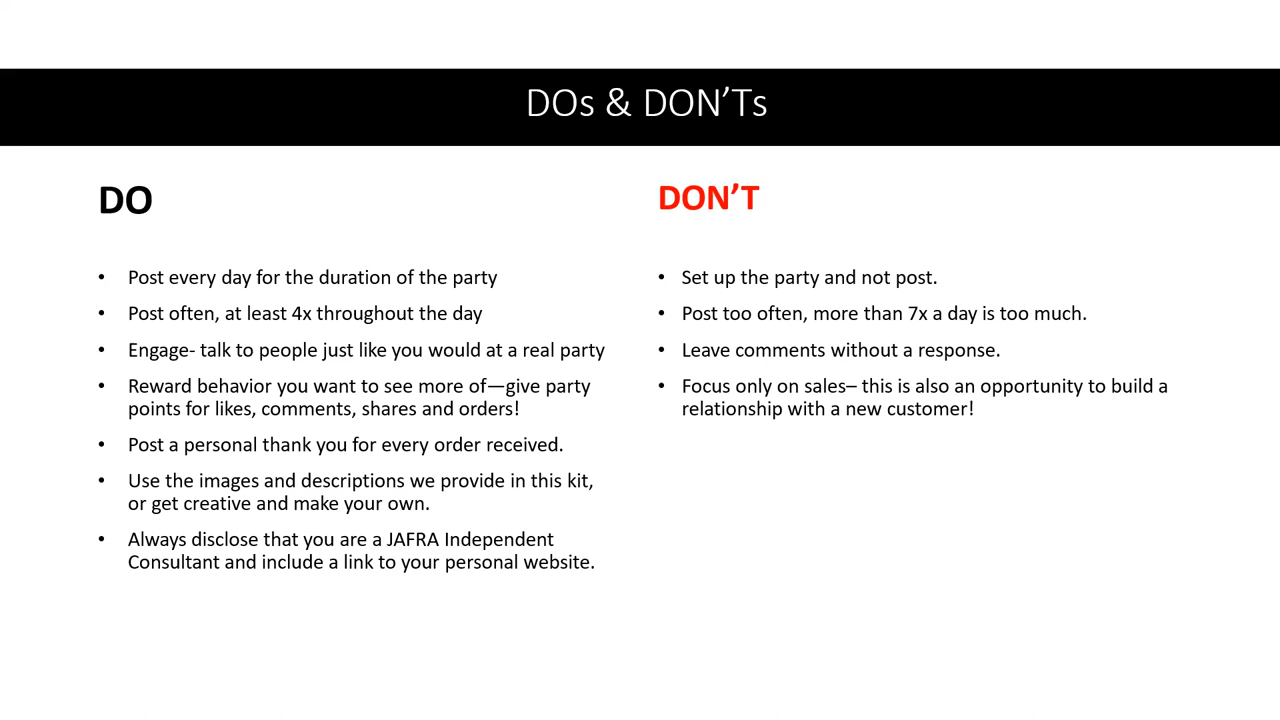 DOs & DON’Ts
DO
• Post every day for the duration of the party
• Post often, at least 4x throughout the day
• Engage- talk to people just like you would at a real party
• Reward behavior you want to see more of—give party
points for likes, comments, shares and orders!
• Post a personal thank you for every order received.
• Use the images and descriptions we provide in this kit,
or get creative and make your own.
• Always disclose that you are a JAFRA Independent
Consultant and include a link to your personal website.
DON’T
• Set up the party and not post.
• Post too often, more than 7x a day is too much.
• Leave comments without a response.
• Focus only on sales– this is also an opportunity to build a
relationship with a new customer!